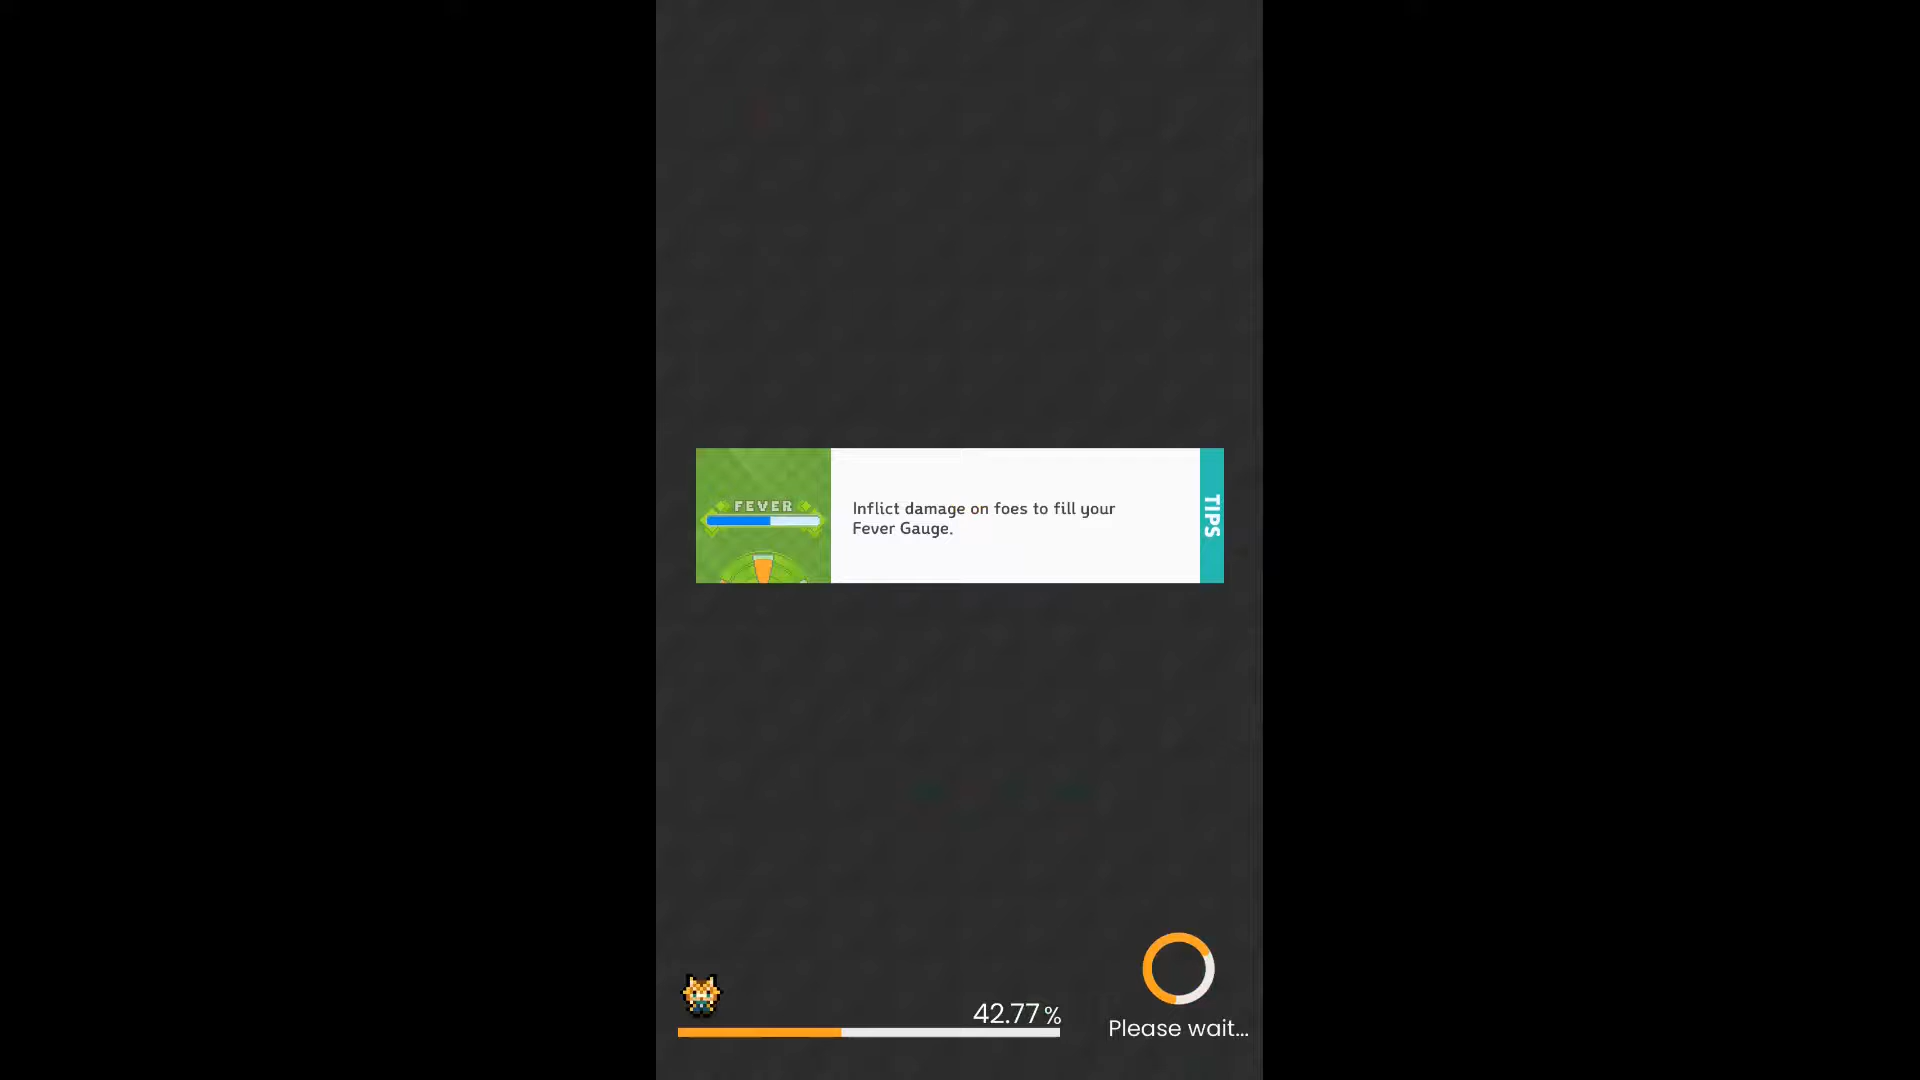 FEVER
Inflict damage on foes to fill your
Fever Gauge.
TIPS
42.77%
Please wait...